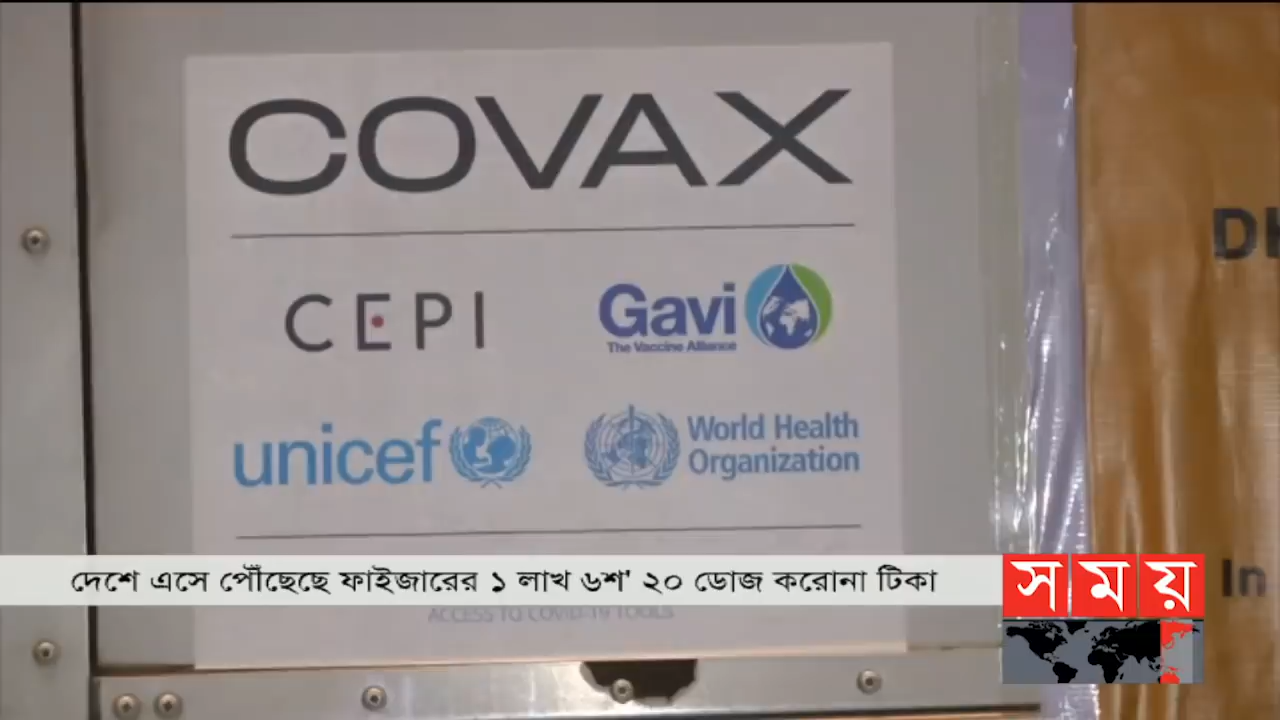 COVAX
CEPI
Gavi
The Vaccine Alliance
unicef
World Health
Organization
দেশে এসে পৌঁছেছে ফাইজারের ১ লাখ ৬শ' ২০ ডোজ করোনা টিকা
ACCESS TO COVID-19 TOOLS
সময়
In